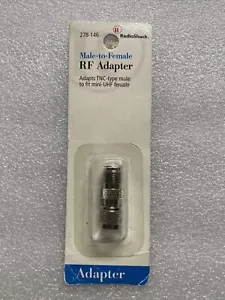 278-146
R RadioShack
Male-to-Female
RF Adapter
Adapts TNC-type male
to fit mini-UHF female
Adapter